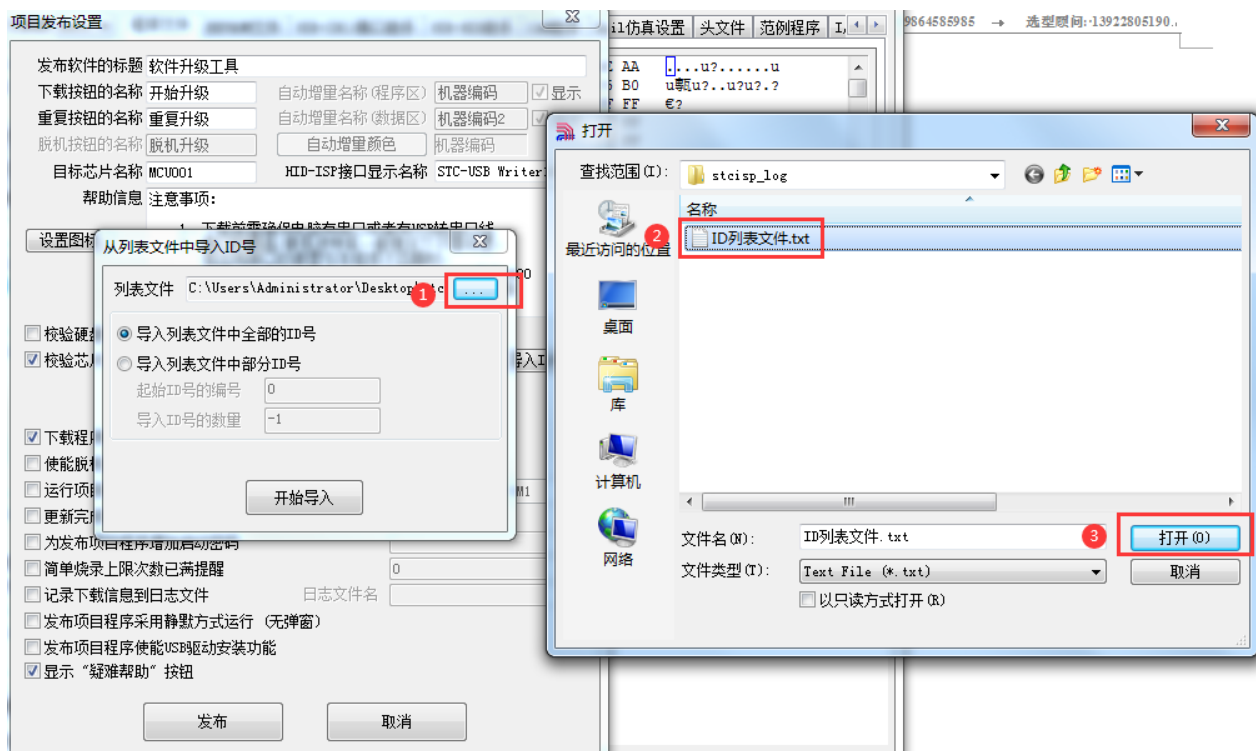 项目发布设置
il仿真设置 头文件 范例程序 I,
9864585985 → 选型顾问:13922805190.
发布软件的标题 软件升级工具
C AA ....u?......u
下载按钮的名称 开始升级 自动增量名称(程序区) 机器编码 显示
B0 u甄u?..u?u?.?
重复按钮的名称 重复升级 自动增量名称(数据区) 机器编码2
FF €?
脱机按钮的名称 脱机升级 自动增量颜色 机器编码
目标芯片名称 MCU001 HID-ISP接口显示名称 STC-USB Writer
帮助信息 注意事项:
设置图标
从列表文件中导入ID号
列表文件 C:\Users\Administrator\Desktop 1 ...
导入列表文件中全部的ID号
导入列表文件中部分ID号
起始ID号的编号 0
导入ID号的数量 -1
开始导入
校验硬
校验芯
下载程
使能脱
运行项
更新完
为发布项目程序增加启动密码
简单烧录上限次数已满提醒 0
记录下载信息到日志文件 日志文件名
发布项目程序采用静默方式运行 (无弹窗)
发布项目程序使能USB驱动安装功能
显示“疑难帮助”按钮
发布 取消
打开
查找范围(I): stcisp_log
名称
2 ID列表文件.txt
最近访问的位置
桌面
库
计算机
网络
文件名(N): ID列表文件.txt 3 打开(O)
文件类型(T): Text File (*.txt) 取消
以只读方式打开(R)